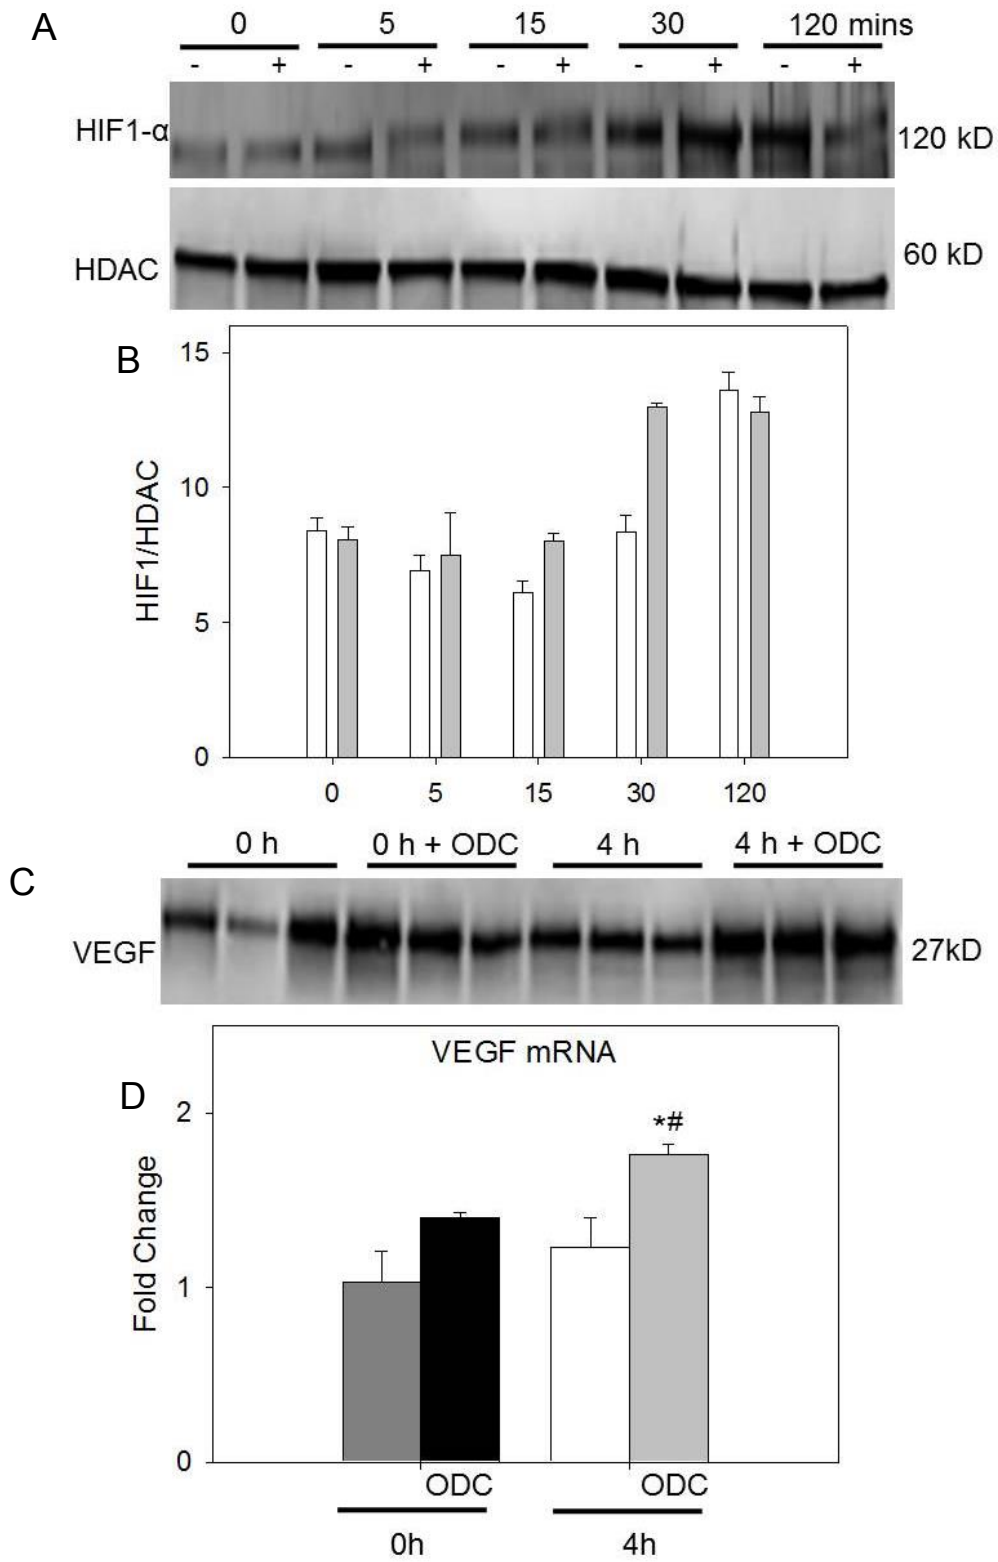 A
0 5 15 30 120 mins
- + - + - + - + - +
HIF1-α 120 kD
HDAC 60 kD
B
15
10
5
0
HIF1/HDAC
0 5 15 30 120
C
0 h 0 h + ODC 4 h 4 h + ODC
VEGF 27kD
D
VEGF mRNA
*#
2
1
0
Fold Change
ODC ODC
0h 4h